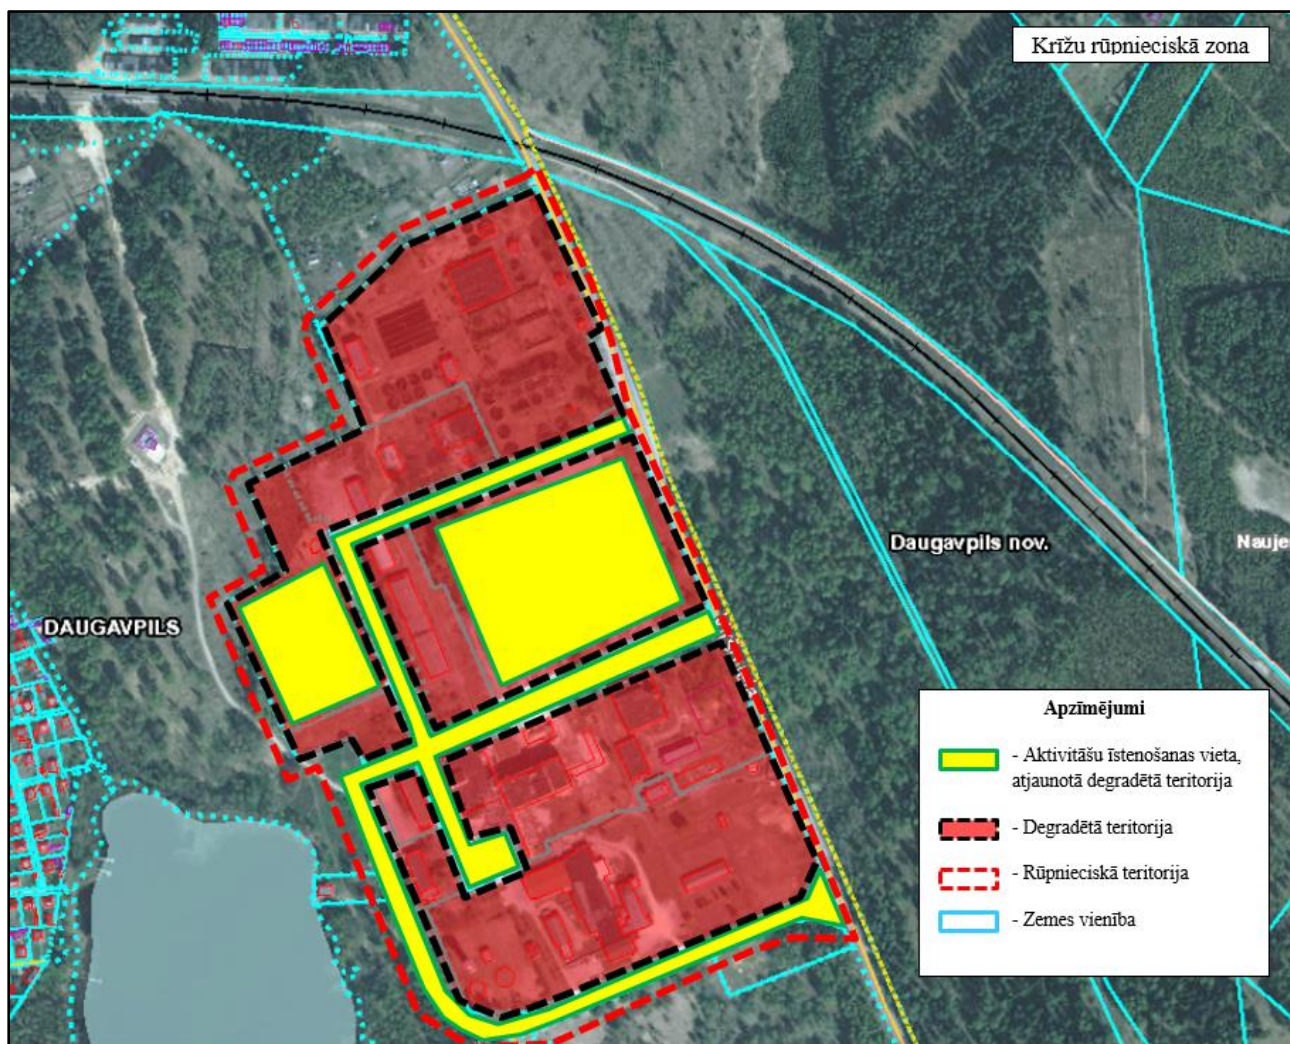 Krīžu rūpnieciskā zona
Daugavpils nov.
Nauje
DAUGAVPILS
Apzīmējumi
- Aktivitāšu īstenošanas vieta,
atjaunotā degradētā teritorija
- Degradētā teritorija
- Rūpnieciskā teritorija
- Zemes vienība